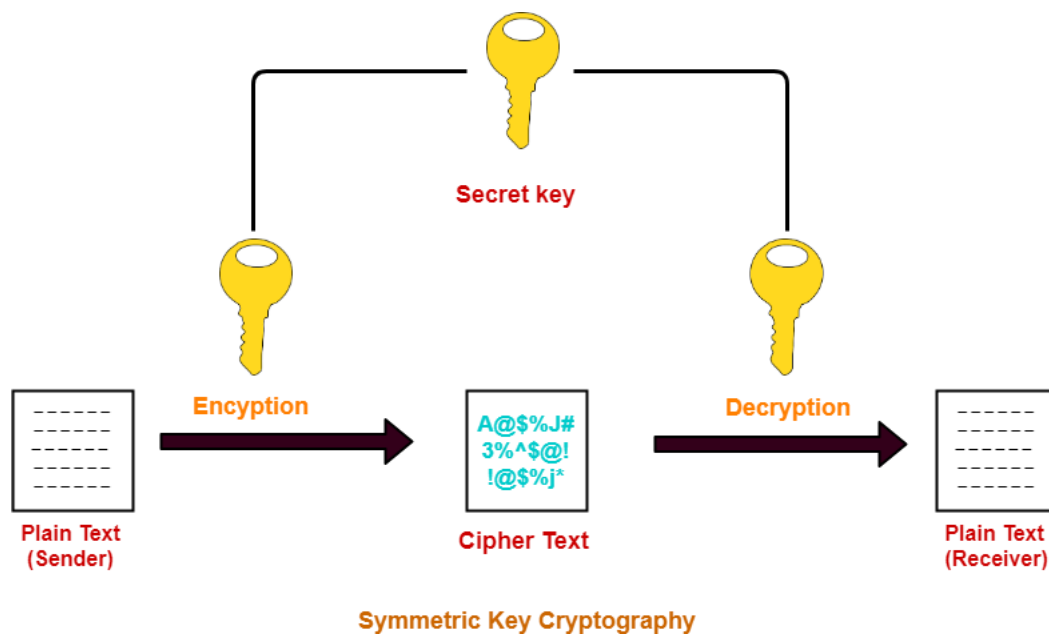 Secret key
Encyption
Decryption
A@$%J#
3%^$@!
!@$%j*
Plain Text
(Sender)
Cipher Text
Plain Text
(Receiver)
Symmetric Key Cryptography